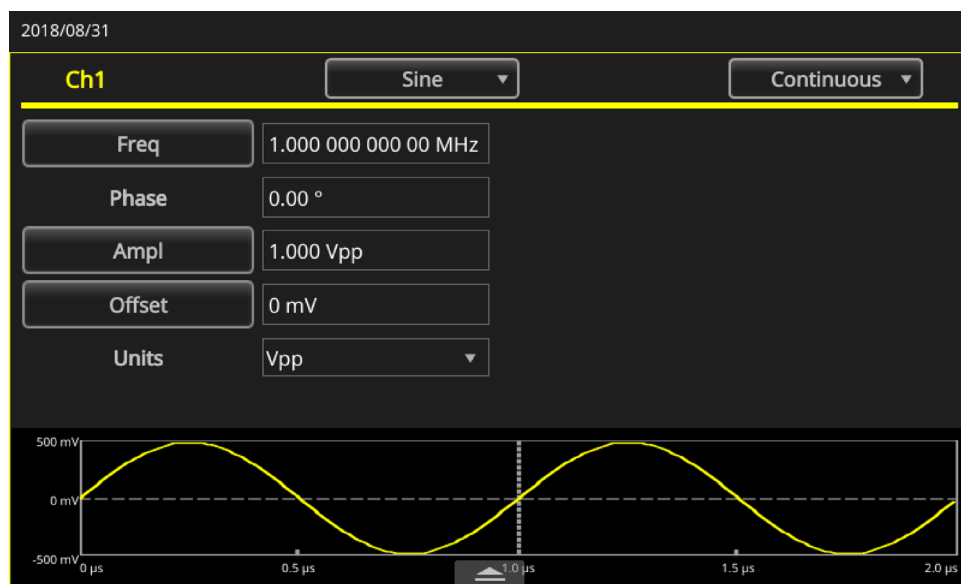 2018/08/31
Ch1 Sine Continuous
Freq 1.000 000 000 00 MHz
Phase 0.00 °
Ampl 1.000 Vpp
Offset 0 mV
Units Vpp
500 mV
0 mV
-500 mV
0 µs 0.5 µs 1.0 µs 1.5 µs 2.0 µs